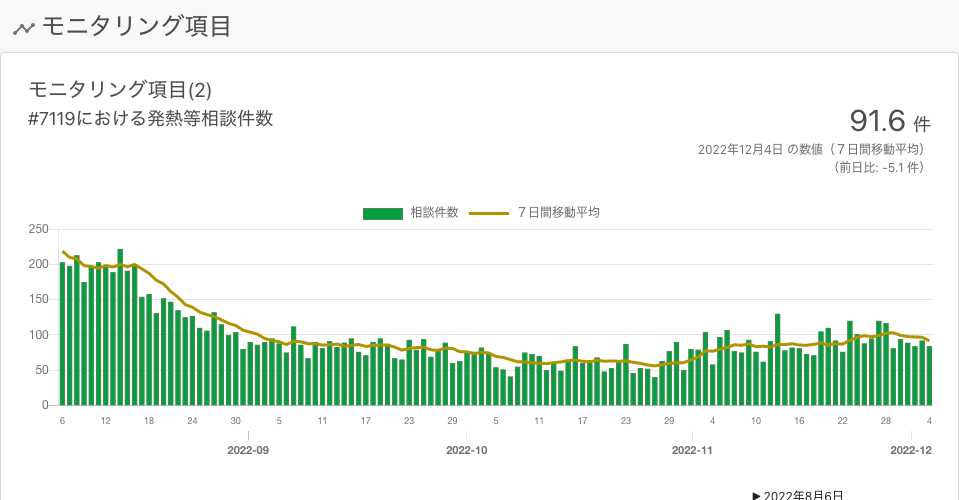 モニタリング項目
モニタリング項目(2)
#7119における発熱等相談件数
91.6 件
2022年12月4日 の数値（７日間移動平均）
（前日比: -5.1 件）
相談件数 ７日間移動平均
250
200
150
100
50
0
6 12 18 24 30 5 11 17 23 29 5 11 17 23 29 4 10 16 22 28 4
2022-09 2022-10 2022-11 2022-12
▶ 2022年8月6日